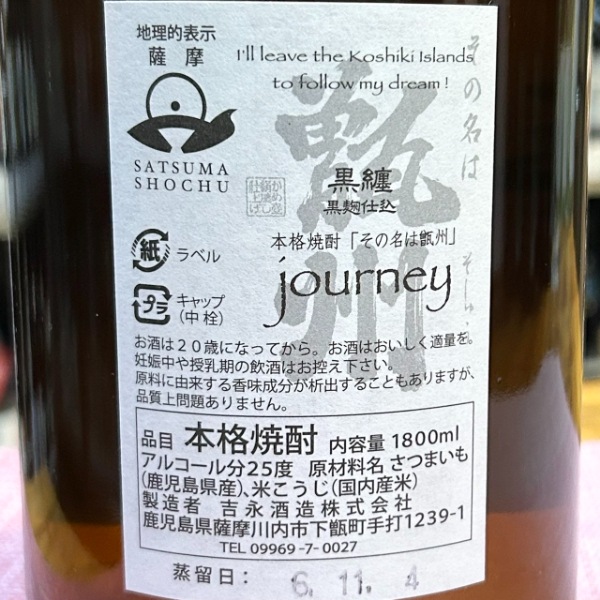 地理的表示
薩摩
SATSUMA
SHOCHU
I'll leave the Koshiki Islands
to follow my dream!
その名は
甑州
黒纏
黒麹仕込
本格焼酎「その名は甑州」
journey
紙 ラベル
プラ キャップ
(中栓)
お酒は20歳になってから。お酒はおいしく適量を。
妊娠中や授乳期の飲酒はお控え下さい。
原料に由来する香味成分が析出することもありますが、
品質上問題ありません。
品目 本格焼酎 内容量 1800ml
アルコール分25度 原材料名 さつまいも
(鹿児島県産)、米こうじ(国内産米)
製造者 吉永酒造株式会社
鹿児島県薩摩川内市下甑町手打1239-1
TEL 09969-7-0027
蒸留日: 6.11.4